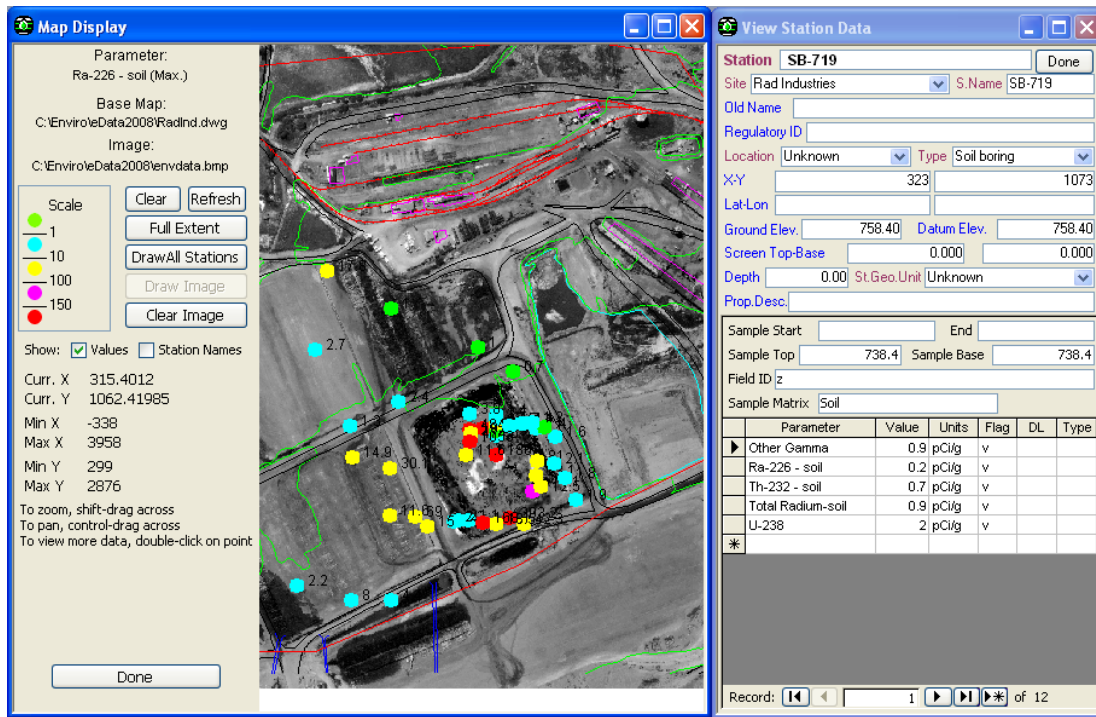 Map Display
Parameter:
Ra-226 - soil (Max.)
Base Map:
C:\Enviro\eData2008\RadInd.dwg
Image:
C:\Enviro\eData2008\envdata.bmp
Scale
1
10
100
150
Clear Refresh
Full Extent
DrawAll Stations
Draw Image
Clear Image
Show: Values Station Names
Curr. X 315.4012
Curr. Y 1062.41985
Min X -338
Max X 3958
Min Y 299
Max Y 2876
To zoom, shift-drag across
To pan, control-drag across
To view more data, double-click on point
Done
2.7
1
0.7
2.4
14.9
30.1
2.2
8
View Station Data
Station SB-719 Done
Site Rad Industries S.Name SB-719
Old Name
Regulatory ID
Location Unknown Type Soil boring
X-Y 323 1073
Lat-Lon
Ground Elev. 758.40 Datum Elev. 758.40
Screen Top-Base 0.000 0.000
Depth 0.00 St.Geo.Unit Unknown
Prop.Desc.
Sample Start End
Sample Top 738.4 Sample Base 738.4
Field ID z
Sample Matrix Soil
Parameter Value Units Flag DL Type
Other Gamma 0.9 pCi/g v
Ra-226 - soil 0.2 pCi/g v
Th-232 - soil 0.7 pCi/g v
Total Radium-soil 0.9 pCi/g v
U-238 2 pCi/g v
Record: 1 of 12